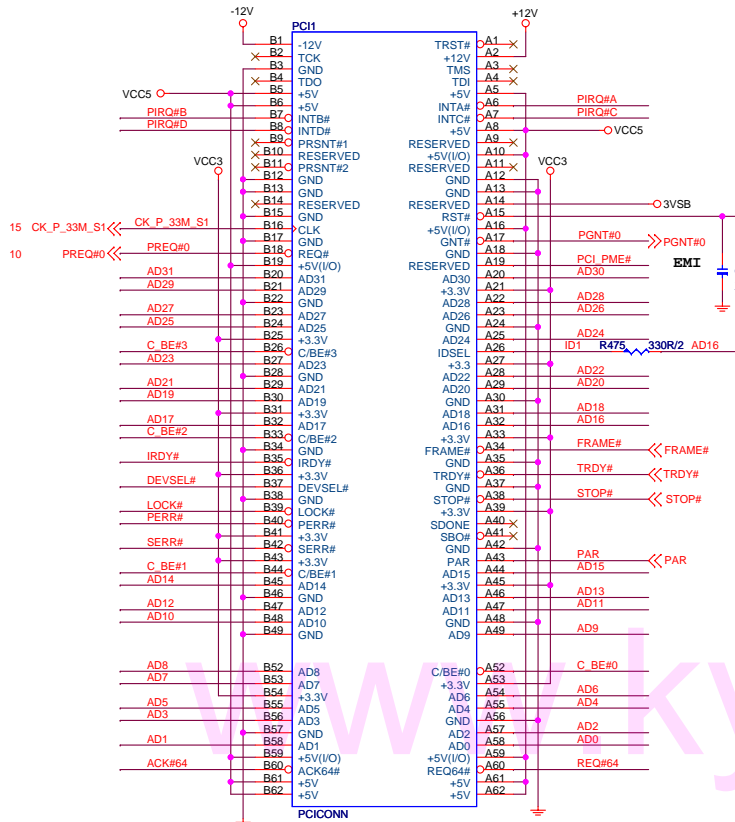 -12V +12V
PCI1
B1 -12V TRST# A1
B2 TCK +12V A2
B3 GND TMS A3
B4 TDO TDI A4
VCC5 B5 +5V +5V A5
B6 +5V INTA# A6 PIRQ#A
PIRQ#B B7 INTB# INTC# A7 PIRQ#C
PIRQ#D B8 INTD# +5V A8 VCC5
B9 PRSNT#1 RESERVED A9
B10 RESERVED +5V(I/O) A10
B11 PRSNT#2 RESERVED A11
VCC3 VCC3
B12 GND GND A12
B13 GND GND A13
B14 RESERVED RESERVED A14 3VSB
B15 GND RST# A15
15 CK_P_33M_S1 CK_P_33M_S1 B16 CLK +5V(I/O) A16
B17 GND GNT# A17 PGNT#0 PGNT#0
10 PREQ#0 PREQ#0 B18 REQ# GND A18
B19 +5V(I/O) RESERVED A19 PCI_PME# EMI
AD31 B20 AD31 AD30 A20 AD30
AD29 B21 AD29 +3.3V A21
B22 GND AD28 A22 AD28
AD27 B23 AD27 AD26 A23 AD26
AD25 B24 AD25 GND A24
B25 +3.3V AD24 A25 AD24
C_BE#3 B26 C/BE#3 IDSEL A26 ID1 R475 330R/2 AD16
AD23 B27 AD23 +3.3 A27
B28 GND AD22 A28 AD22
AD21 B29 AD21 AD20 A29 AD20
AD19 B30 AD19 GND A30
B31 +3.3V AD18 A31 AD18
AD17 B32 AD17 AD16 A32 AD16
C_BE#2 B33 C/BE#2 +3.3V A33
B34 GND FRAME# A34 FRAME# FRAME#
IRDY# B35 IRDY# GND A35
B36 +3.3V TRDY# A36 TRDY# TRDY#
DEVSEL# B37 DEVSEL# GND A37
B38 GND STOP# A38 STOP# STOP#
LOCK# B39 LOCK# +3.3V A39
PERR# B40 PERR# SDONE A40
B41 +3.3V SBO# A41
SERR# B42 SERR# GND A42
B43 +3.3V PAR A43 PAR PAR
C_BE#1 B44 C/BE#1 AD15 A44 AD15
AD14 B45 AD14 +3.3V A45
B46 GND AD13 A46 AD13
AD12 B47 AD12 AD11 A47 AD11
AD10 B48 AD10 GND A48
B49 GND AD9 A49 AD9
AD8 B52 AD8 C/BE#0 A52 C_BE#0
AD7 B53 AD7 +3.3V A53
B54 +3.3V AD6 A54 AD6
AD5 B55 AD5 AD4 A55 AD4
AD3 B56 AD3 GND A56
B57 GND AD2 A57 AD2
AD1 B58 AD1 AD0 A58 AD0
B59 +5V(I/O) +5V(I/O) A59
ACK#64 B60 ACK64# REQ64# A60 REQ#64
B61 +5V +5V A61
B62 +5V +5V A62
PCICONN
www.ky